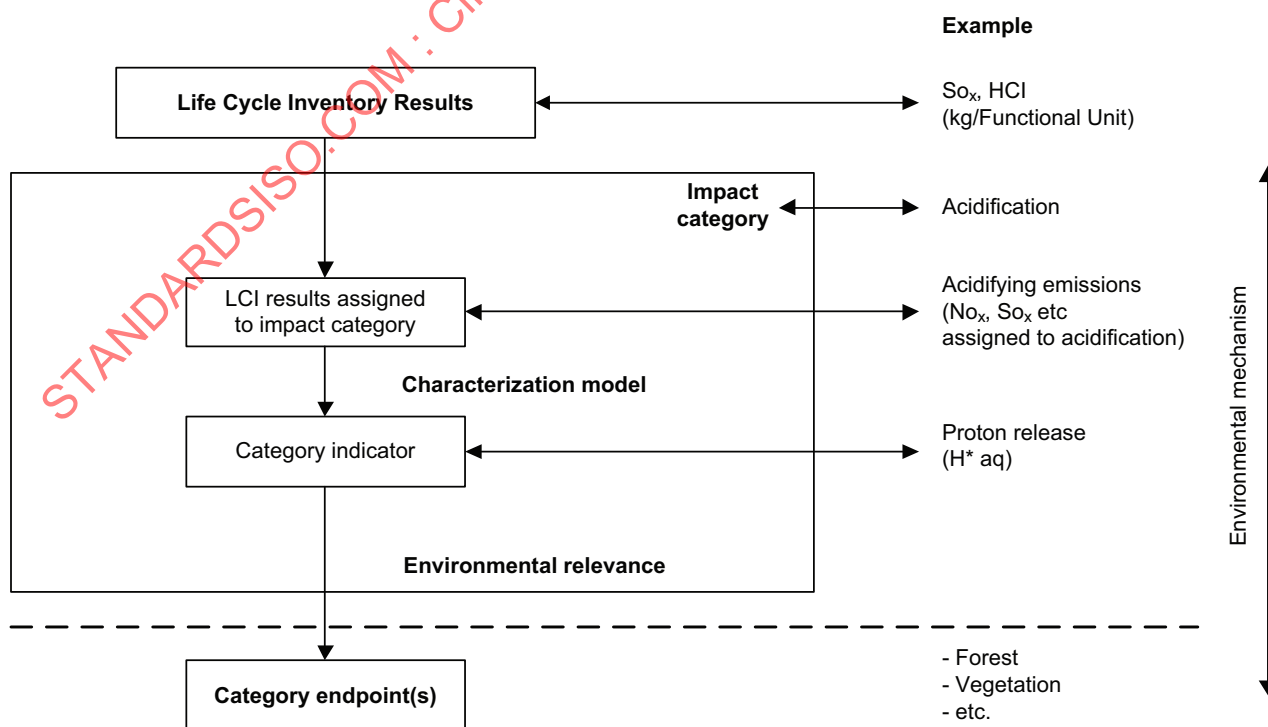 Example
Life Cycle Inventory Results
Soₓ, HCI
(kg/Functional Unit)
Impact
category
Acidification
LCI results assigned
to impact category
Acidifying emissions
(Noₓ, Soₓ etc
assigned to acidification)
Characterization model
Category indicator
Proton release
(H* aq)
Environmental relevance
Category endpoint(s)
- Forest
- Vegetation
- etc.
Environmental mechanism
STANDARDSISO.COM :